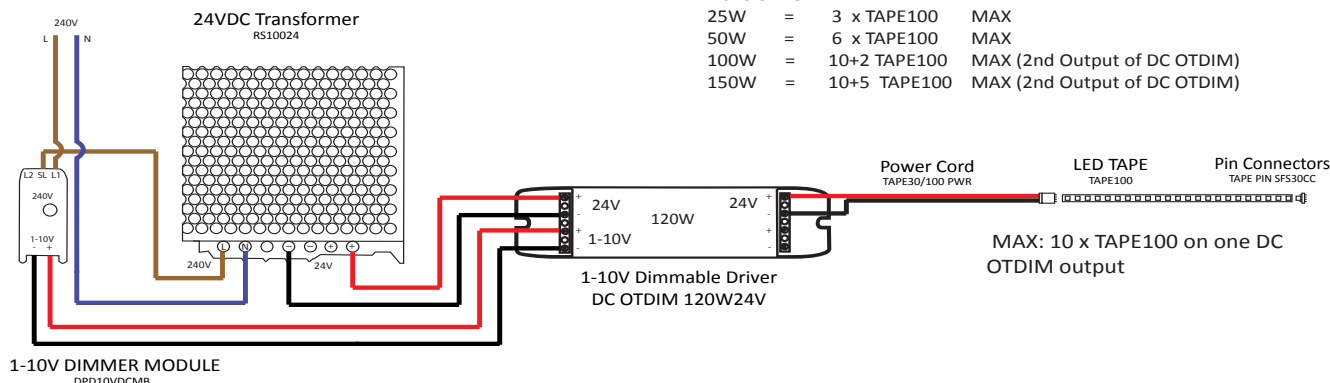 25W = 3 x TAPE100 MAX
50W = 6 x TAPE100 MAX
100W = 10+2 TAPE100 MAX (2nd Output of DC OTDIM)
150W = 10+5 TAPE100 MAX (2nd Output of DC OTDIM)
24VDC Transformer
RS10024
240V
L N
L2 SL L1
240V
1-10V
- +
L N − − + +
240V 24V
+ 24V
-
+ 1-10V
-
120W
24V +
-
1-10V Dimmable Driver
DC OTDIM 120W24V
Power Cord
TAPE30/100 PWR
LED TAPE
TAPE100
Pin Connectors
TAPE PIN SFS30CC
MAX: 10 x TAPE100 on one DC
OTDIM output
1-10V DIMMER MODULE
DPD10VDCMB